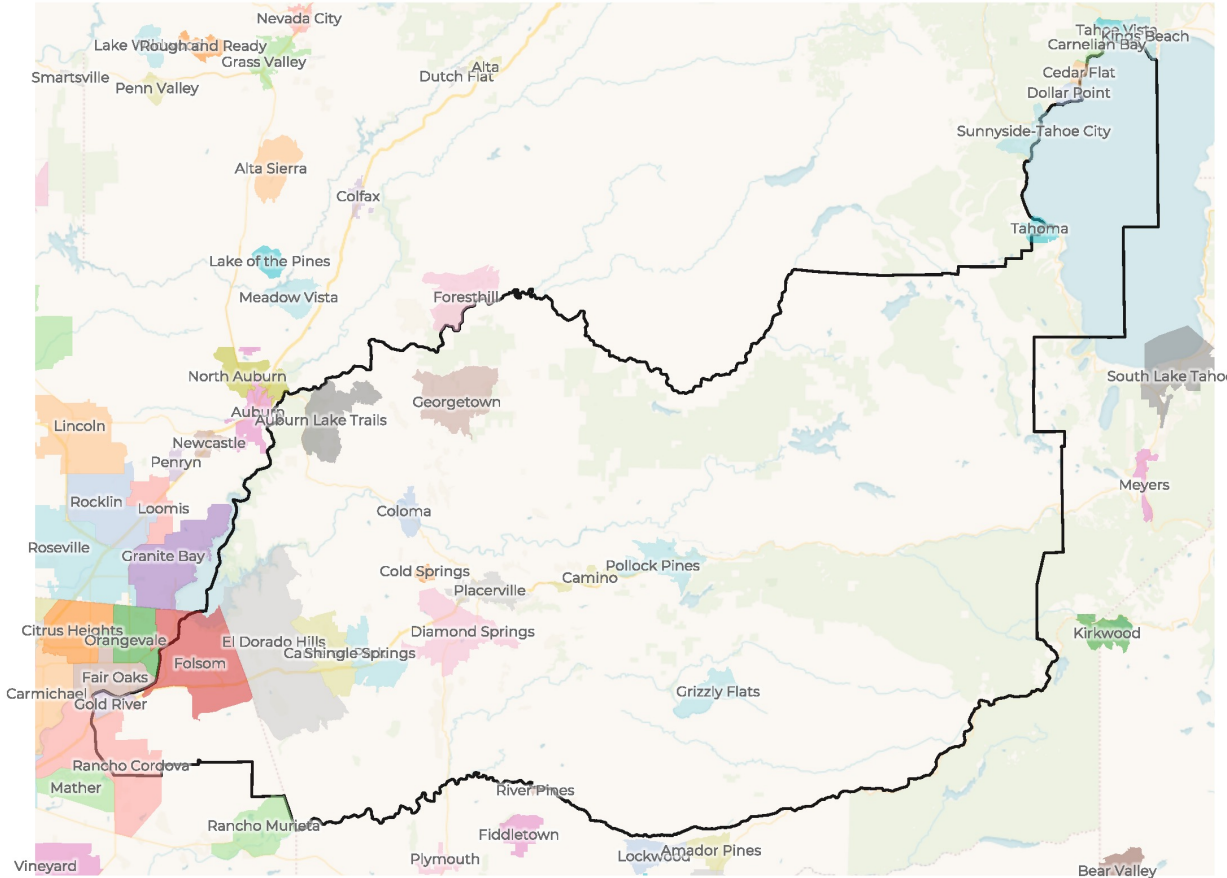 Nevada City
Tahoe Vista
Kings Beach
Lake W
Rough and Ready
Carnelian Bay
Grass Valley
Alta
Smartsville
Dutch Flat
Cedar Flat
Penn Valley
Dollar Point
Sunnyside-Tahoe City
Alta Sierra
Colfax
Tahoma
Lake of the Pines
Meadow Vista
Foresthill
North Auburn
South Lake Tahoe
Georgetown
Auburn
Auburn Lake Trails
Lincoln
Newcastle
Penryn
Meyers
Rocklin
Loomis
Coloma
Roseville
Granite Bay
Pollock Pines
Cold Springs
Camino
Placerville
Citrus Heights
Orangevale
El Dorado Hills
Diamond Springs
Kirkwood
Ca
Shingle Springs
Folsom
Fair Oaks
Carmichael
Gold River
Grizzly Flats
Rancho Cordova
Mather
River Pines
Rancho Murieta
Fiddletown
Vineyard
Plymouth
Lockwood
Amador Pines
Bear Valley